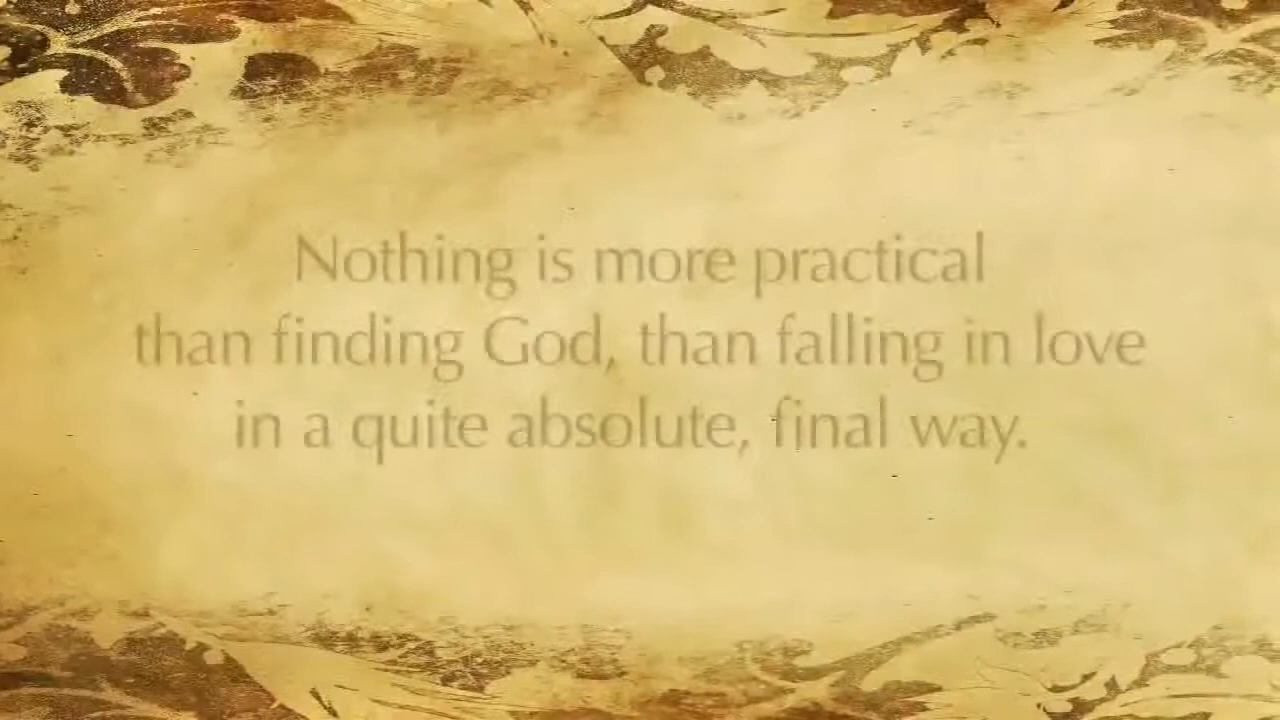 Nothing is more practical
than finding God, than falling in love
in a quite absolute, final way.